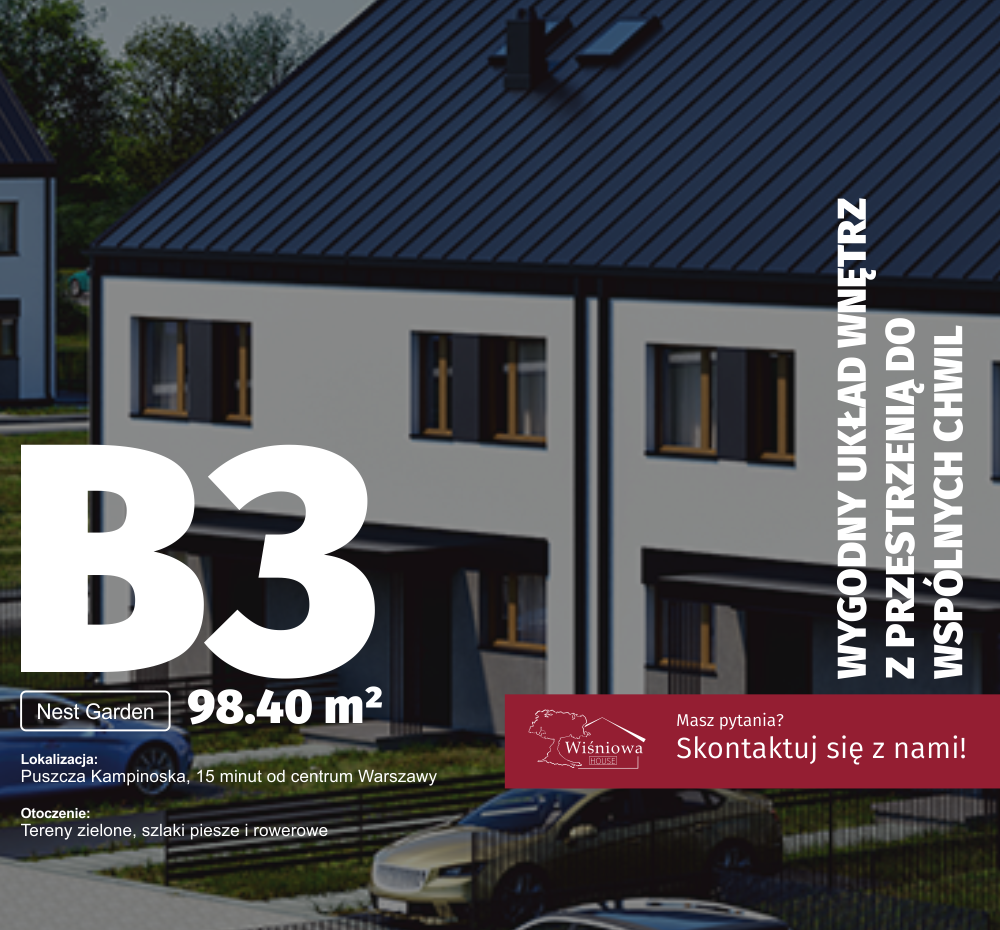 WYGODNY UKŁAD WNĘTRZ
Z PRZESTRZENIĄ DO
WSPÓLNYCH CHWIL
B3
Nest Garden
98.40 m²
Lokalizacja:
Puszcza Kampinoska, 15 minut od centrum Warszawy
Otoczenie:
Tereny zielone, szlaki piesze i rowerowe
Wiśniowa
HOUSE
Masz pytania?
Skontaktuj się z nami!